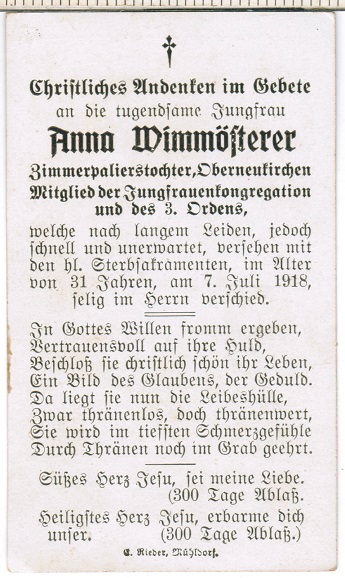 Christliches Andenken im Gebete
an die tugendsame Jungfrau
Anna Wimmösterer
Zimmerpalierstochter, Oberneukirchen
Mitglied der Jungfrauenkongregation
und des 3. Ordens,
welche nach langem Leiden, jedoch
schnell und unerwartet, versehen mit
den hl. Sterbsakramenten, im Alter
von 31 Jahren, am 7. Juli 1918,
selig im Herrn verschied.
In Gottes Willen fromm ergeben,
Vertrauensvoll auf ihre Huld,
Beschloß sie christlich schön ihr Leben,
Ein Bild des Glaubens, der Geduld.
Da liegt sie nun die Leibeshülle,
Zwar thränenlos, doch thränenwert,
Sie wird im tiefsten Schmerzgefühle
Durch Thränen noch im Grab geehrt.
Süßes Herz Jesu, sei meine Liebe.
(300 Tage Ablaß.
Heiligstes Herz Jesu, erbarme dich
unser. (300 Tage Ablaß.)
E. Rieder, Mühldorf.